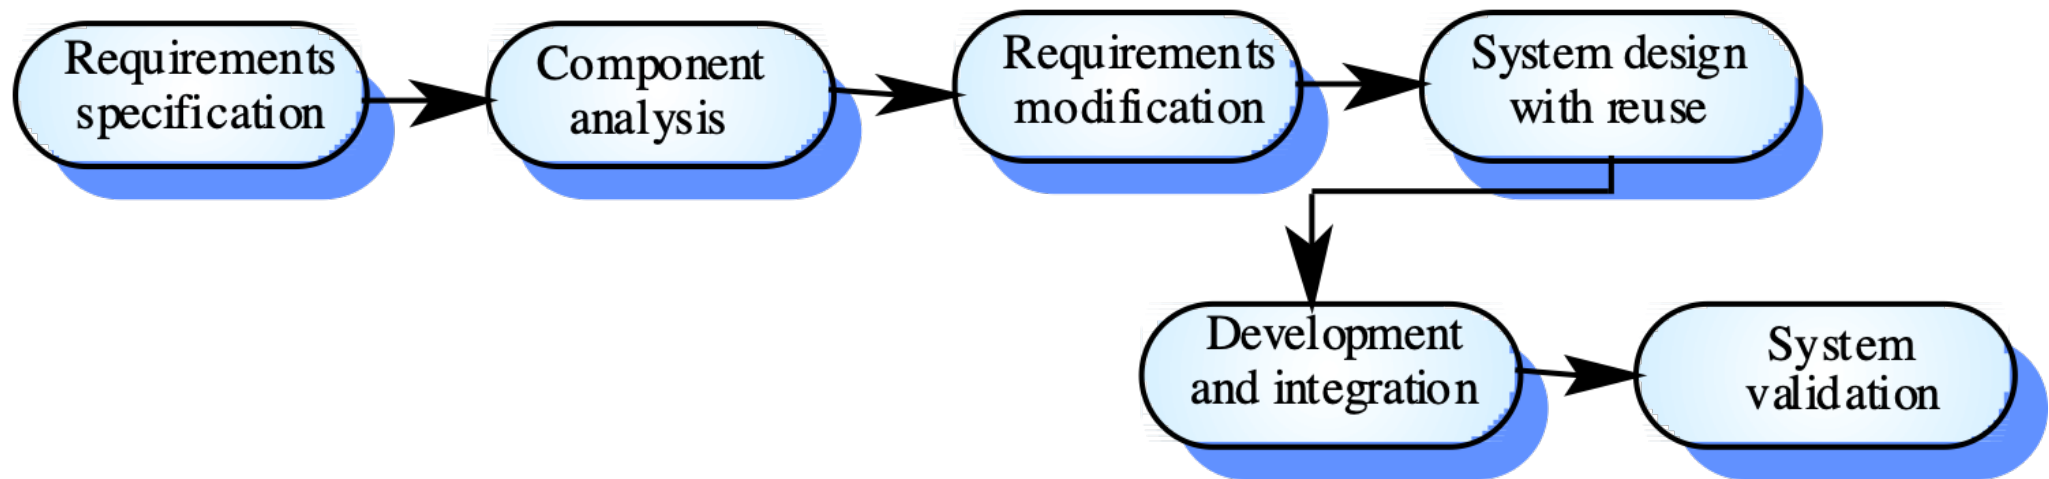 Requirements
specification
Component
analysis
Requirements
modification
System design
with reuse
Development
and integration
System
validation